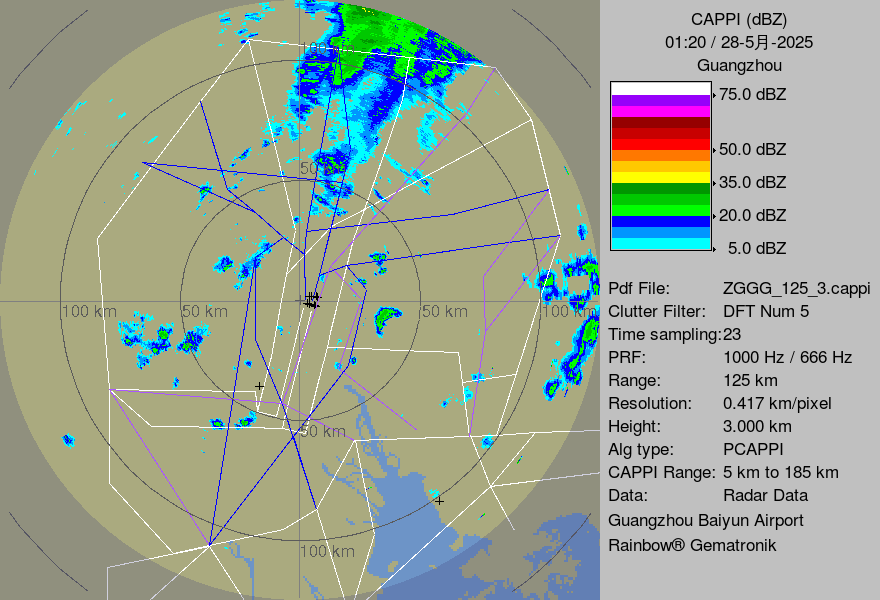 CAPPI (dBZ)
01:20 / 28-5月-2025
Guangzhou
75.0 dBZ
50.0 dBZ
35.0 dBZ
20.0 dBZ
5.0 dBZ
Pdf File: ZGGG_125_3.cappi
Clutter Filter: DFT Num 5
Time sampling:23
PRF: 1000 Hz / 666 Hz
Range: 125 km
Resolution: 0.417 km/pixel
Height: 3.000 km
Alg type: PCAPPI
CAPPI Range: 5 km to 185 km
Data: Radar Data
Guangzhou Baiyun Airport
Rainbow® Gematronik
100 km
50 km
100 km
50 km
50 km
100 km
50 km
100 km